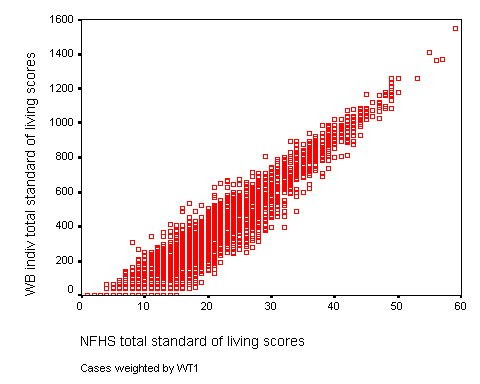 1600
1400
1200
1000
800
600
400
200
0
WB indiv total standard of living scores
0 10 20 30 40 50 60
NFHS total standard of living scores
Cases weighted by WT1